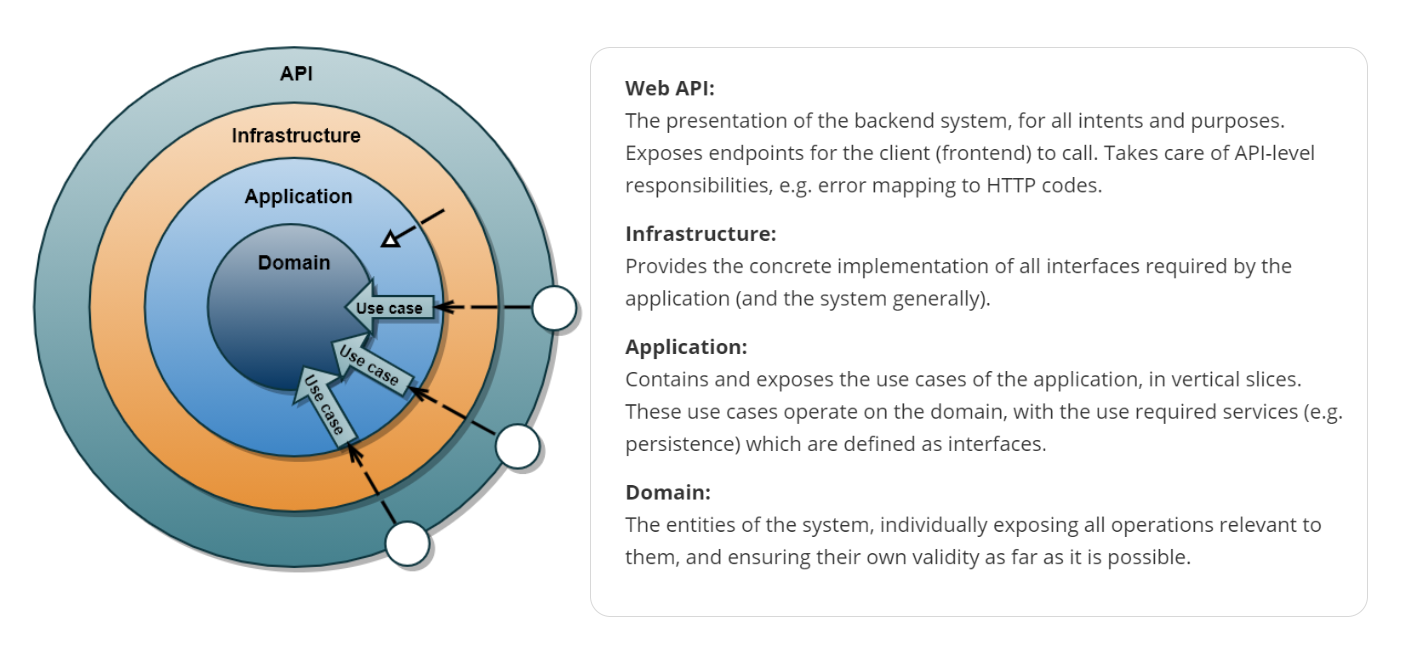 API
Infrastructure
Application
Domain
Use case
Use case
Use case
Web API:
The presentation of the backend system, for all intents and purposes.
Exposes endpoints for the client (frontend) to call. Takes care of API-level
responsibilities, e.g. error mapping to HTTP codes.
Infrastructure:
Provides the concrete implementation of all interfaces required by the
application (and the system generally).
Application:
Contains and exposes the use cases of the application, in vertical slices.
These use cases operate on the domain, with the use required services (e.g.
persistence) which are defined as interfaces.
Domain:
The entities of the system, individually exposing all operations relevant to
them, and ensuring their own validity as far as it is possible.